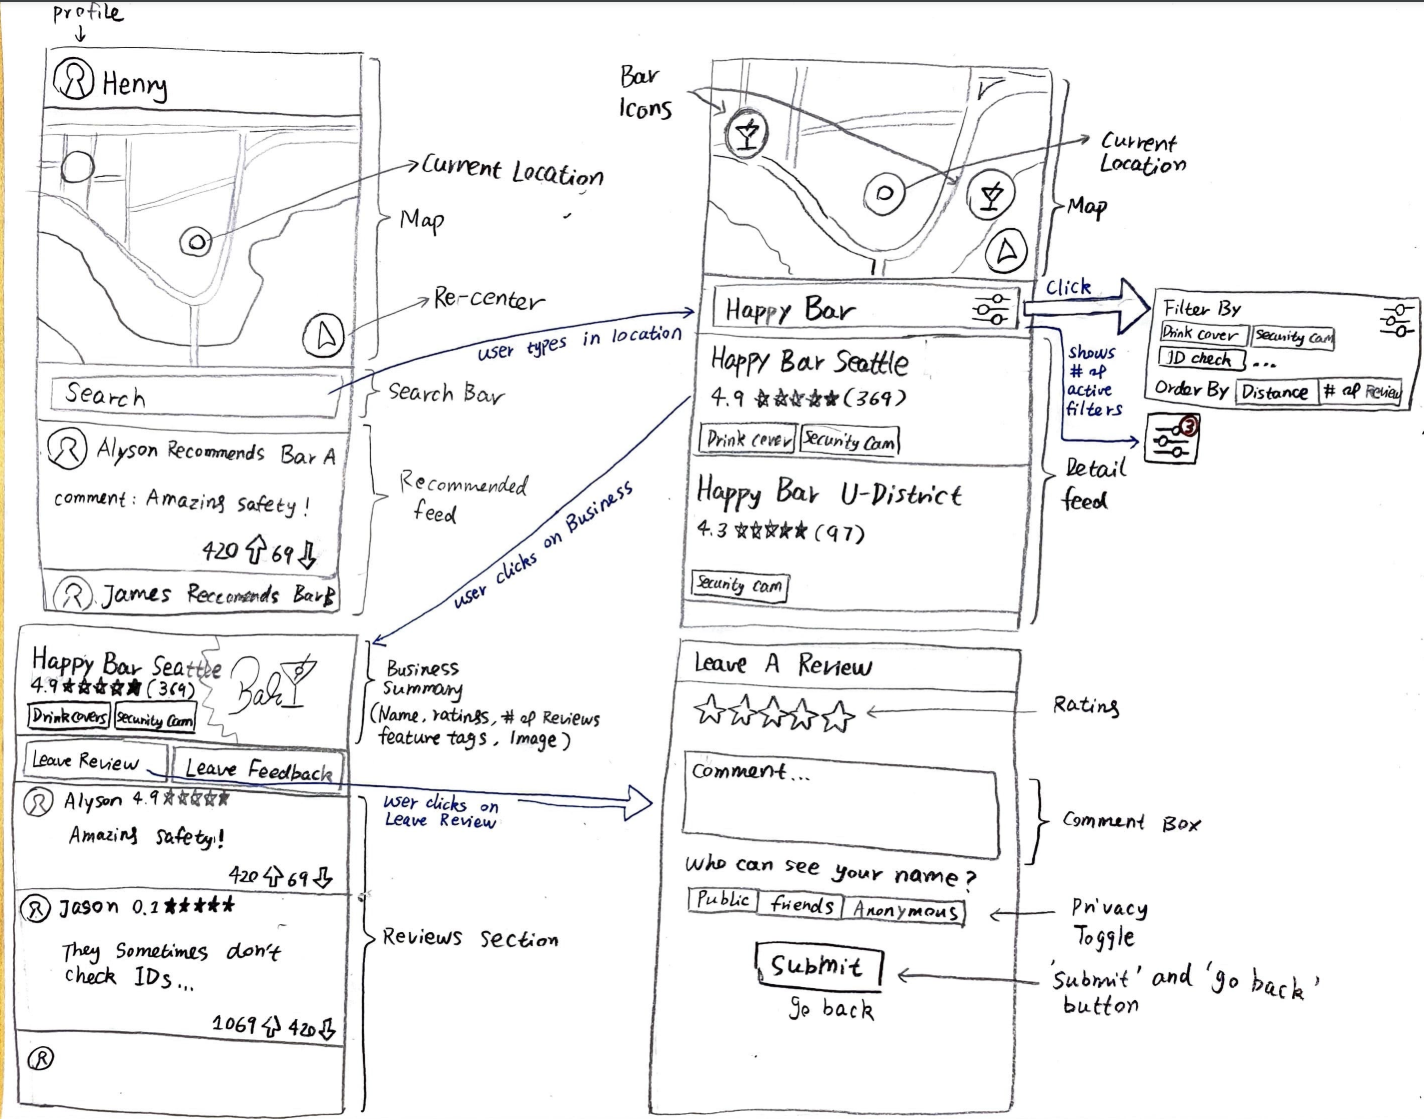 profile
Henry
Current Location
Map
Re-center
user types in location
Search
Search Bar
Alyson Recommends Bar A
comment: Amazing safety!
420 69
Recommended
feed
James Reccomends Bar B
Bar
Icons
Current
Location
Map
Happy Bar
Click
Filter By
Drink cover Security Cam
ID check ...
Order By Distance # of Review
shows
# of
active
filters
3
Happy Bar Seattle
4.9 ★★★★★ (369)
Drink cover Security Cam
Happy Bar U-District
4.3 ★★★★★ (97)
Security Cam
Detail
feed
user clicks on Business
Happy Bar Seattle
4.9 ★★★★★ (369)
Drink covers Security Cam
Bar
Business
Summary
(Name, ratings, # of Reviews
feature tags, Image)
Leave Review Leave Feedback
user clicks on
Leave Review
Alyson 4.9 ★★★★★
Amazing safety!
420 69
Jason 0.1 ★★★★★
They sometimes don't
check IDs...
1069 420
Reviews section
Leave A Review
☆☆☆☆☆
Rating
comment...
Comment Box
who can see your name?
Public friends Anonymous
Privacy
Toggle
Submit
go back
'submit' and 'go back'
button